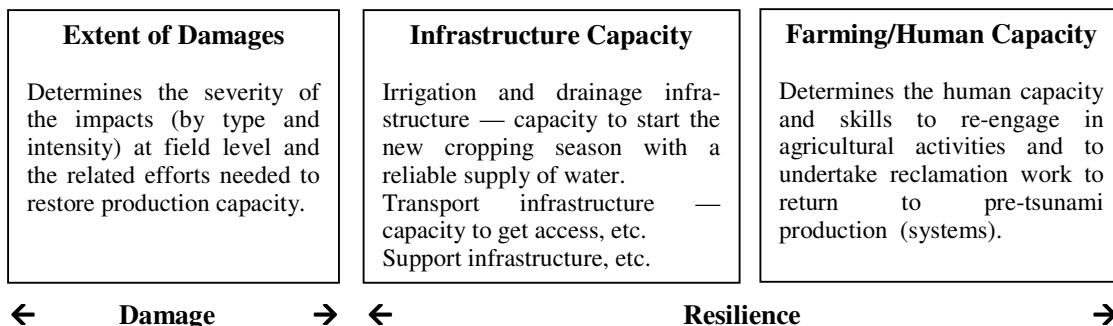 Extent of Damages
Determines the severity of
the impacts (by type and
intensity) at field level and
the related efforts needed to
restore production capacity.
Infrastructure Capacity
Irrigation and drainage infra-
structure — capacity to start the
new cropping season with a
reliable supply of water.
Transport infrastructure —
capacity to get access, etc.
Support infrastructure, etc.
Farming/Human Capacity
Determines the human capacity
and skills to re-engage in
agricultural activities and to
undertake reclamation work to
return to pre-tsunami
production (systems).
← Damage → ← Resilience →